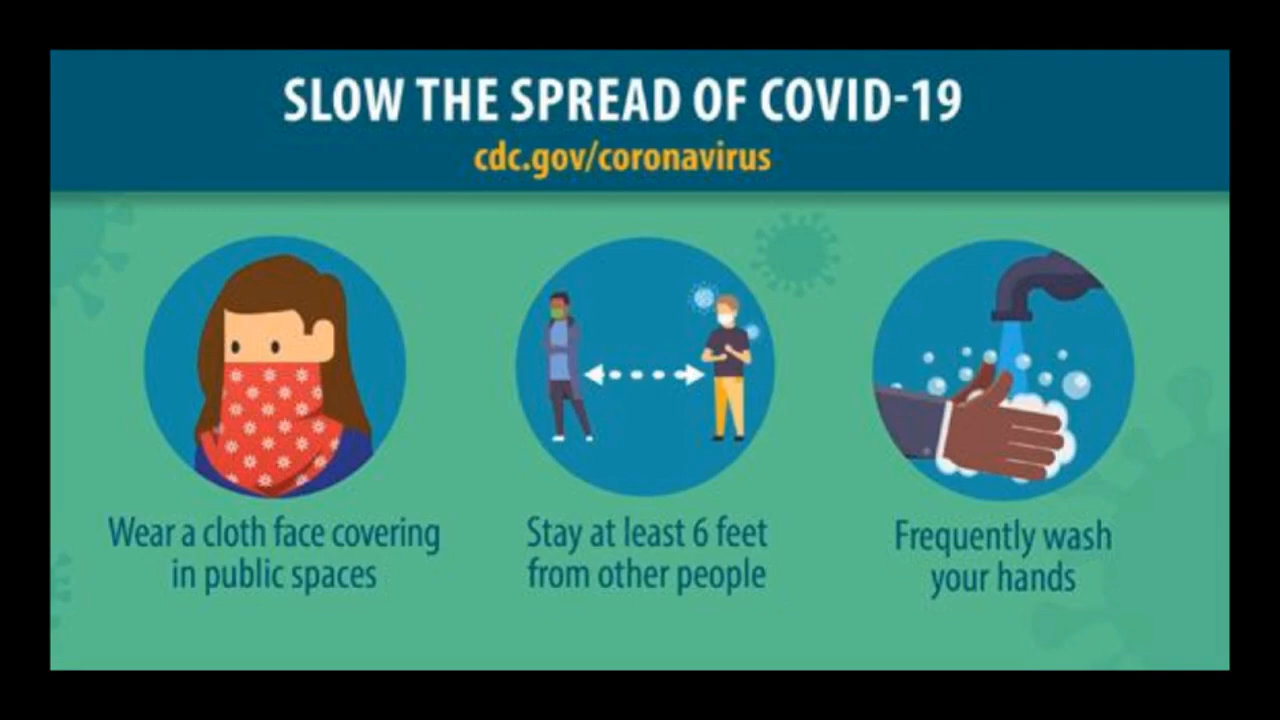 SLOW THE SPREAD OF COVID-19
cdc.gov/coronavirus
Wear a cloth face covering
in public spaces
Stay at least 6 feet
from other people
Frequently wash
your hands